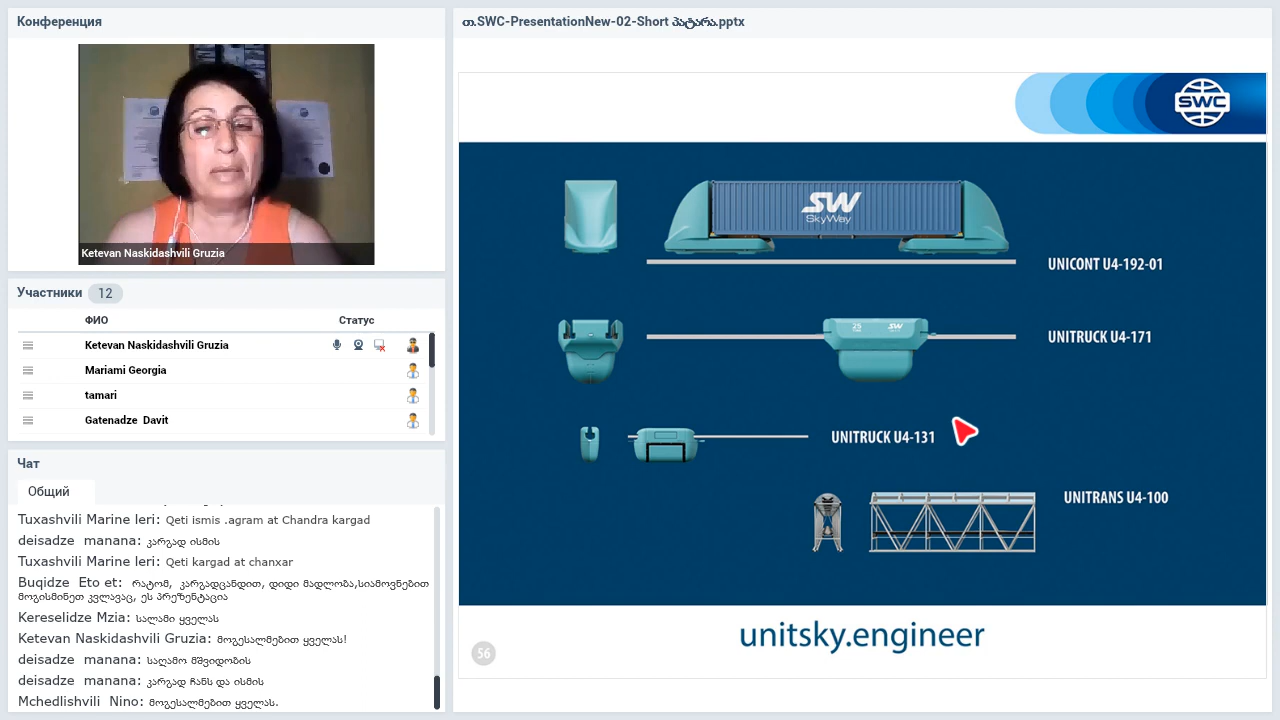 Конференция
Ketevan Naskidashvili Gruzia
Участники 12
ФИО Статус
Ketevan Naskidashvili Gruzia
Mariami Georgia
tamari
Gatenadze Davit
Чат
Общий
Tuxashvili Marine leri: Qeti ismis .agram at Chandra kargad
deisadze manana: კარგად ისმის
Tuxashvili Marine leri: Qeti kargad at chanxar
Buqidze Eto et: რატომ, კარგადცანდით, დიდი მადლობა,სიამოვნებით
მოგისმინეთ კვლავაც, ეს პრეზენტაცია
Kereselidze Mzia: სალამი ყველას
Ketevan Naskidashvili Gruzia: მოგესალმებით ყველას!
deisadze manana: საღამო მშვიდობის
deisadze manana: კარგად ჩანს და ისმის
Mchedlishvili Nino: მოგესალმებით ყველას.
თ.SWC-PresentationNew-02-Short პატარა.pptx
SWC
SW
SkyWay
UNICONT U4-192-01
25
SW
UNITRUCK U4-171
UNITRUCK U4-131
UNITRANS U4-100
unitsky.engineer
56